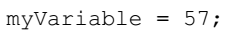 myVariable = 57;